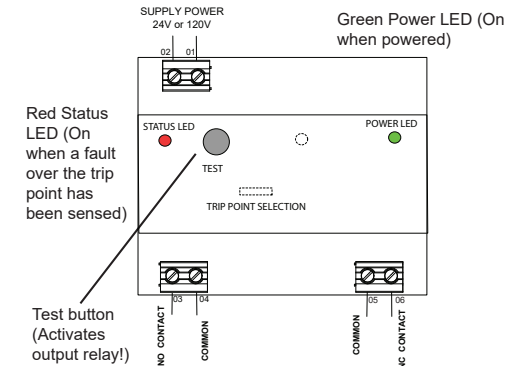 SUPPLY POWER
24V or 120V
Green Power LED (On
when powered)
02
01
Red Status
LED (On
when a fault
over the trip
point has
been sensed)
STATUS LED
POWER LED
TEST
TRIP POINT SELECTION
Test button
(Activates
output relay!)
03
04
05
06
NO CONTACT
COMMON
COMMON
NC CONTACT